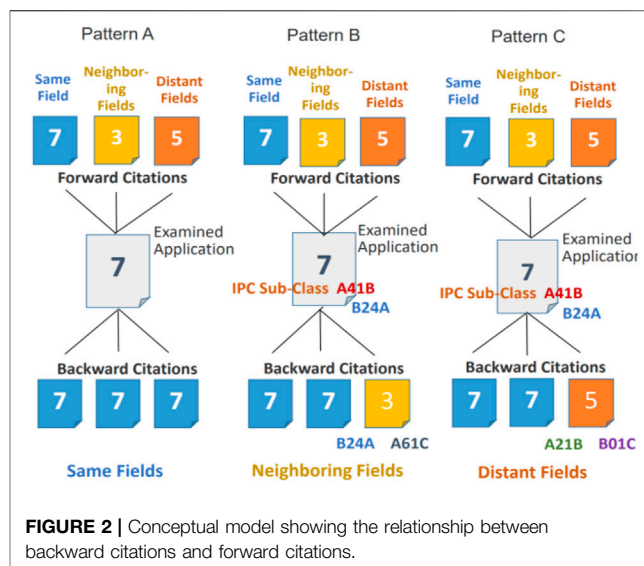 Pattern A
Pattern B
Pattern C
Same
Field
Neighbor-
ing
Fields
Distant
Fields
Same
Field
Neighbor-
ing
Fields
Distant
Fields
Same
Field
Neighbor-
ing
Fields
Distant
Fields
7 3 5
7 3 5
7 3 5
Forward Citations
Forward Citations
Forward Citations
Examined
Application
7
Examined
Application
7
IPC Sub-Class A41B
B24A
Examined
Application
7
IPC Sub-Class A41B
B24A
Backward Citations
Backward Citations
Backward Citations
7 7 7
7 7 3
7 7 5
B24A A61C
A21B B01C
Same Fields
Neighboring Fields
Distant Fields
FIGURE 2 | Conceptual model showing the relationship between
backward citations and forward citations.